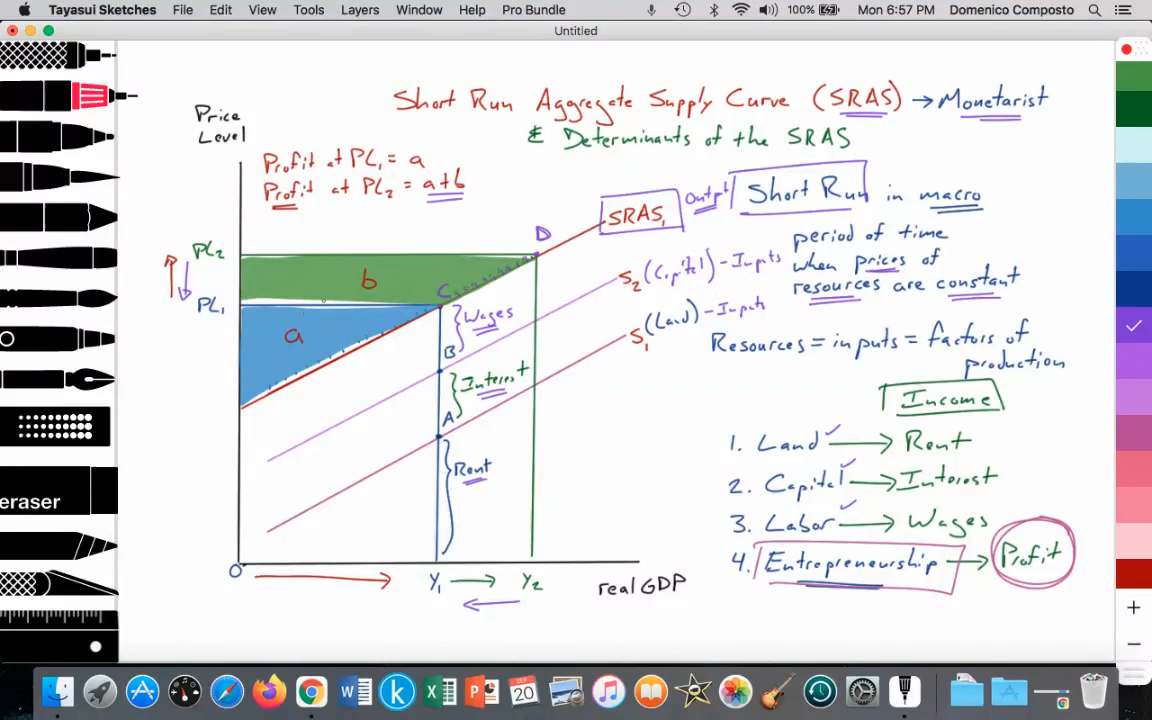 Tayasui Sketches File Edit View Tools Layers Window Help Pro Bundle 100% Mon 6:57 PM Domenico Composto
Untitled
Short Run Aggregate Supply Curve (SRAS) → Monetarist
& Determinants of the SRAS
Price
Level
Profit at PL1 = a
Profit at PL2 = a+b
SRAS1
Output
Short Run in macro
period of time
when prices of
resources are constant
D
PL2
b
S2 (Capital) - Inputs
C
PL1
Wages
S1 (Land) - Inputs
a
B
Resources = inputs = factors of
production
Interest
Income
A
1. Land → Rent
Rent
2. Capital → Interest
3. Labor → Wages
4. Entrepreneurship → Profit
O
Y1 → Y2
real GDP
eraser
SEP
20